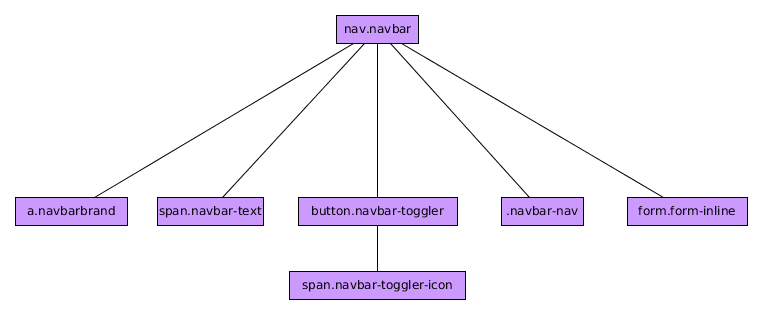 nav.navbar
a.navbarbrand
span.navbar-text
button.navbar-toggler
.navbar-nav
form.form-inline
span.navbar-toggler-icon